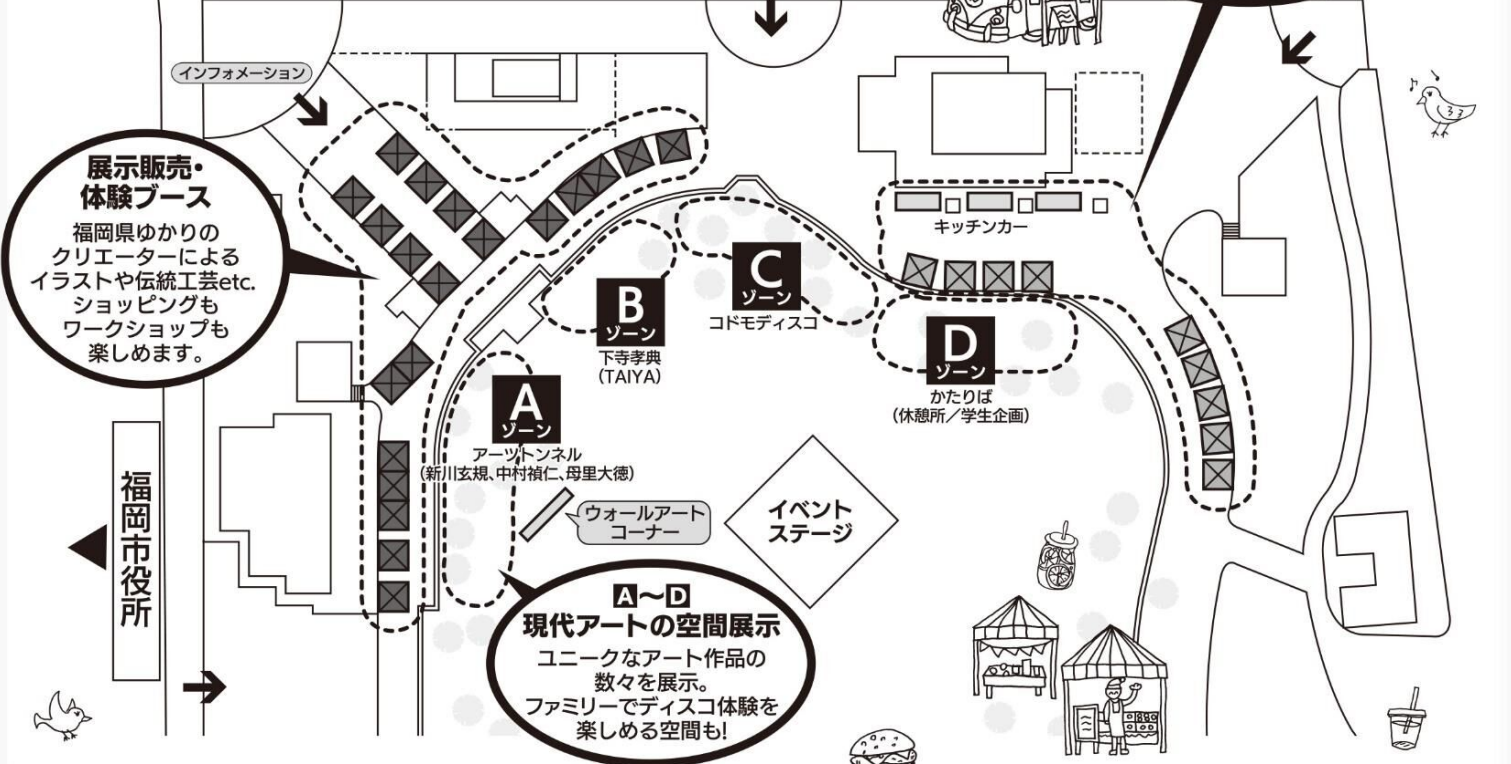 インフォメーション
展示販売・
体験ブース
福岡県ゆかりの
クリエーターによる
イラストや伝統工芸etc.
ショッピングも
ワークショップも
楽しめます。
キッチンカー
B
ゾーン
下寺孝典
(TAIYA)
C
ゾーン
コドモディスコ
D
ゾーン
かたりば
(休憩所/学生企画)
A
ゾーン
アーツトンネル
(新川玄規、中村禎仁、母里大徳)
ウォールアート
コーナー
イベント
ステージ
福岡市役所
A~D
現代アートの空間展示
ユニークなアート作品の
数々を展示。
ファミリーでディスコ体験を
楽しめる空間も!